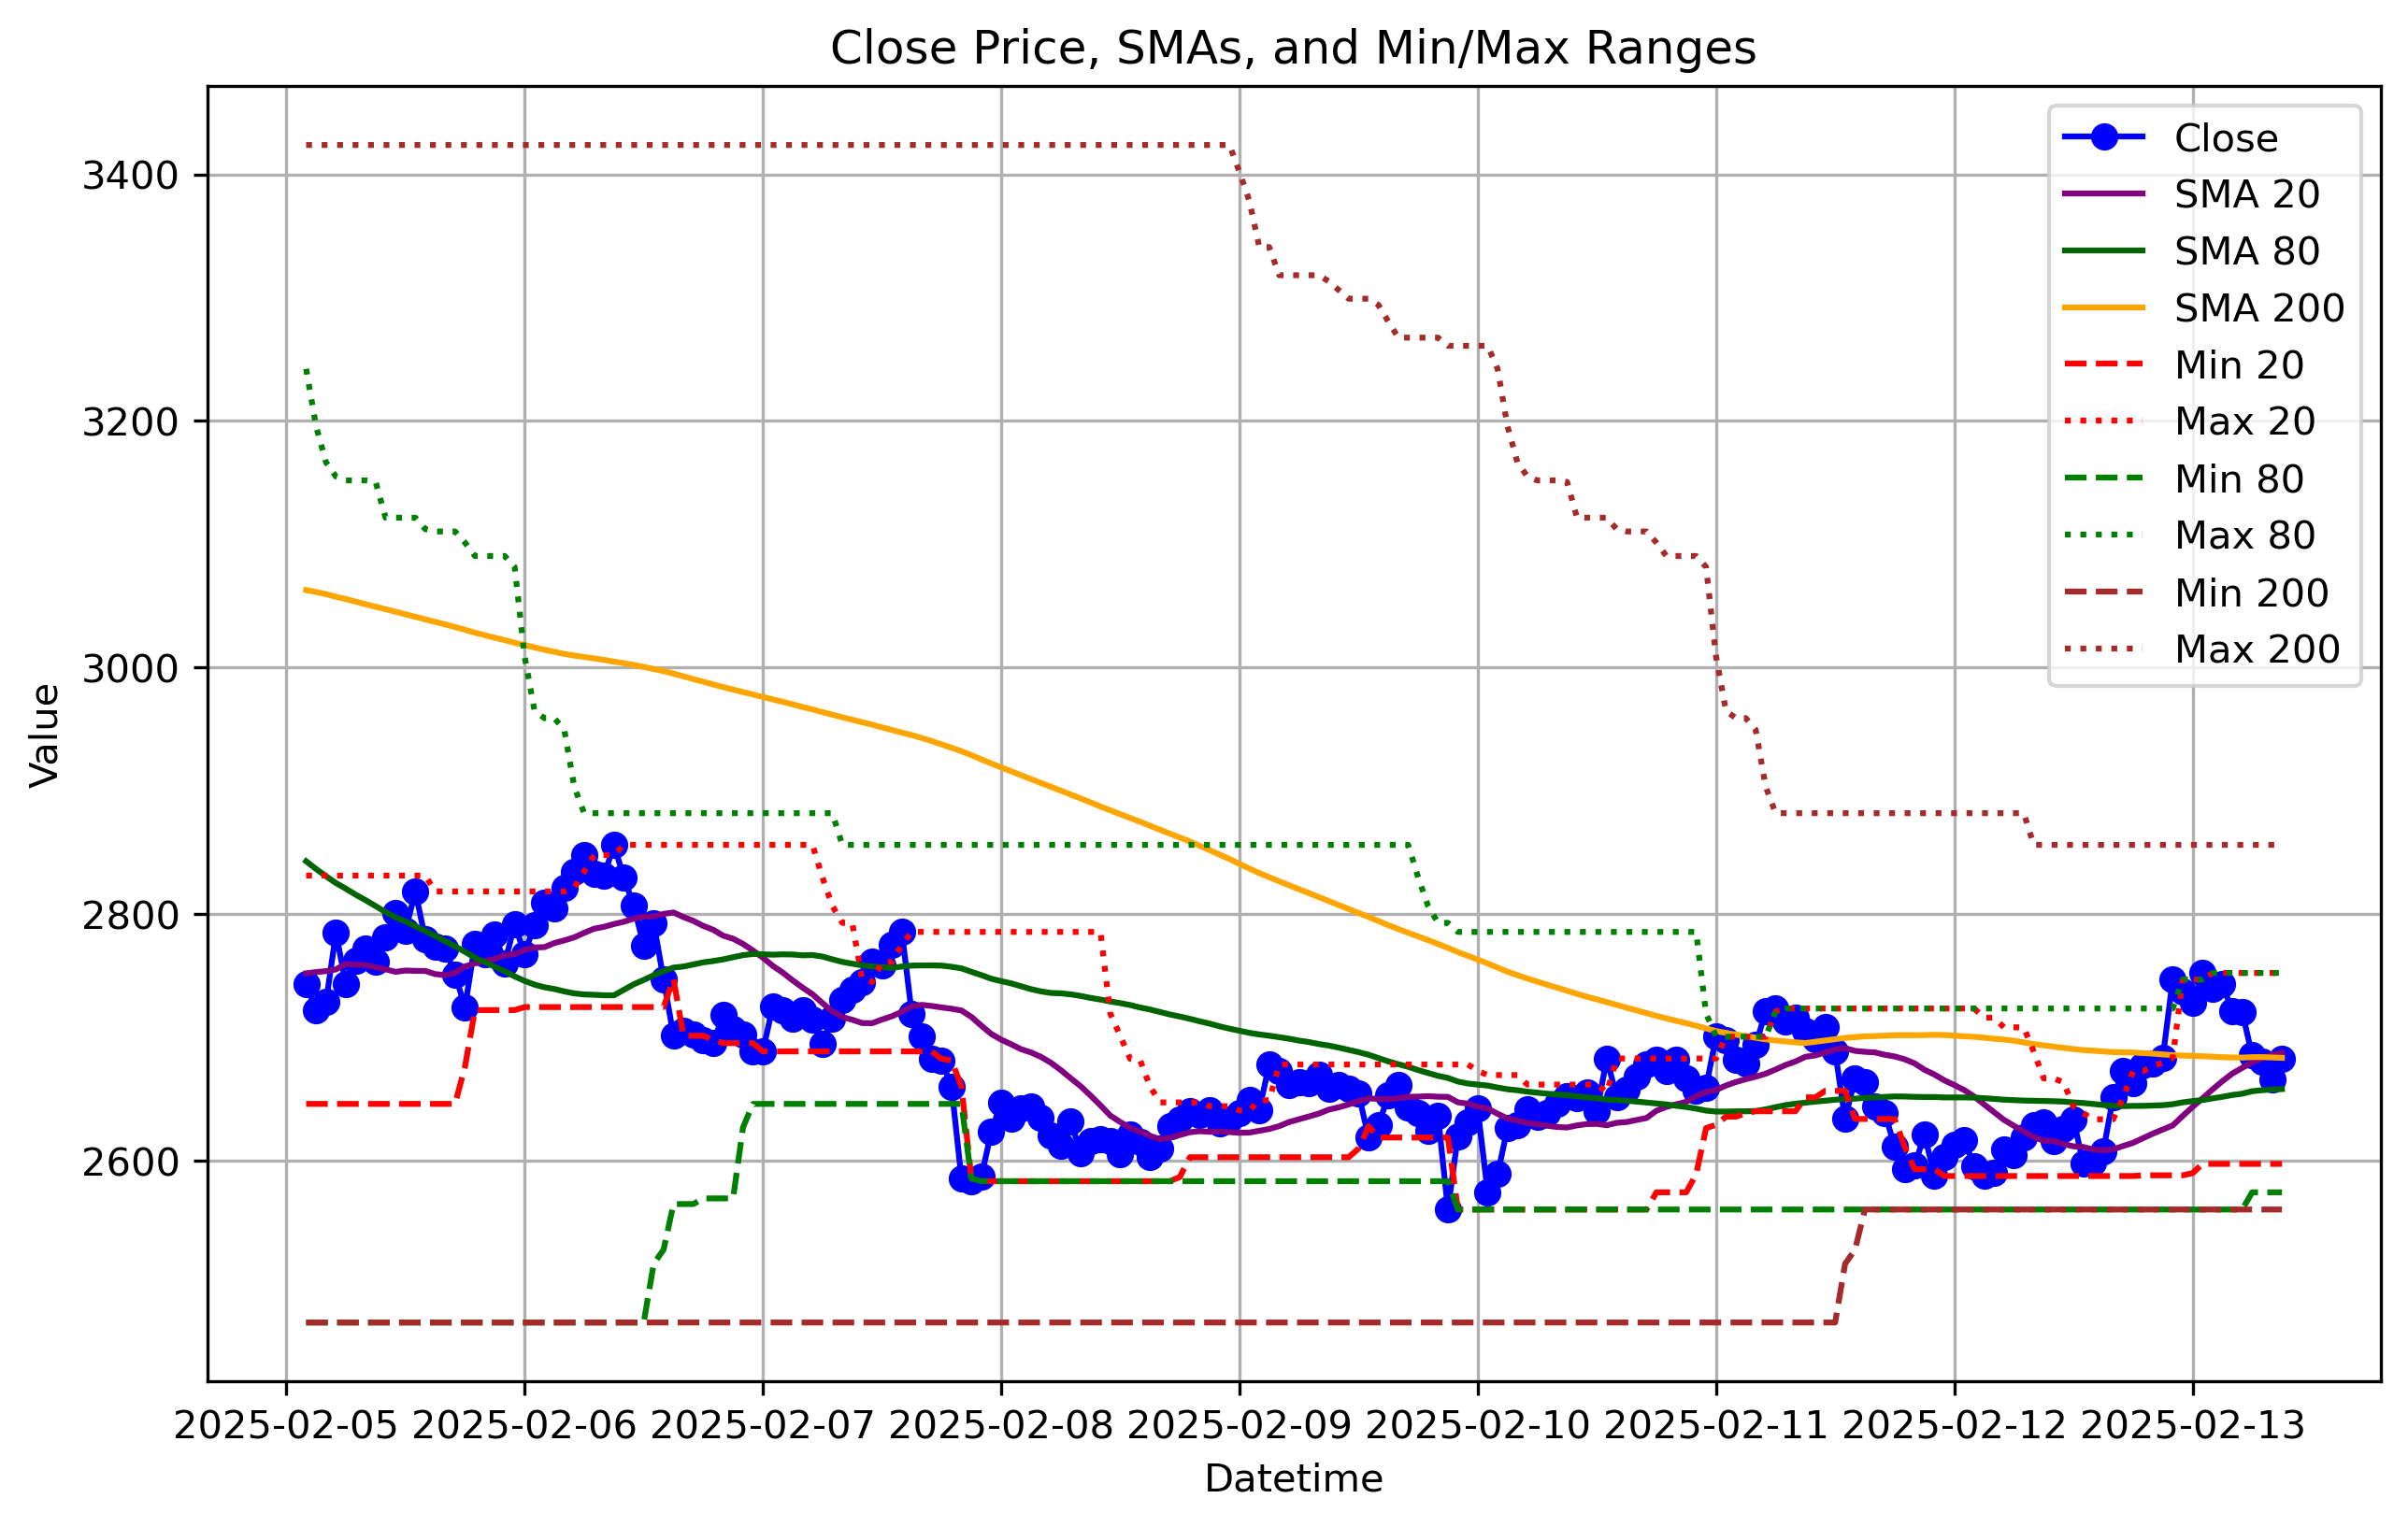 Close Price, SMAs, and Min/Max Ranges
Close
SMA 20
SMA 80
SMA 200
Min 20
Max 20
Min 80
Max 80
Min 200
Max 200
Value
3400
3200
3000
2800
2600
2025-02-05 2025-02-06 2025-02-07 2025-02-08 2025-02-09 2025-02-10 2025-02-11 2025-02-12 2025-02-13
Datetime